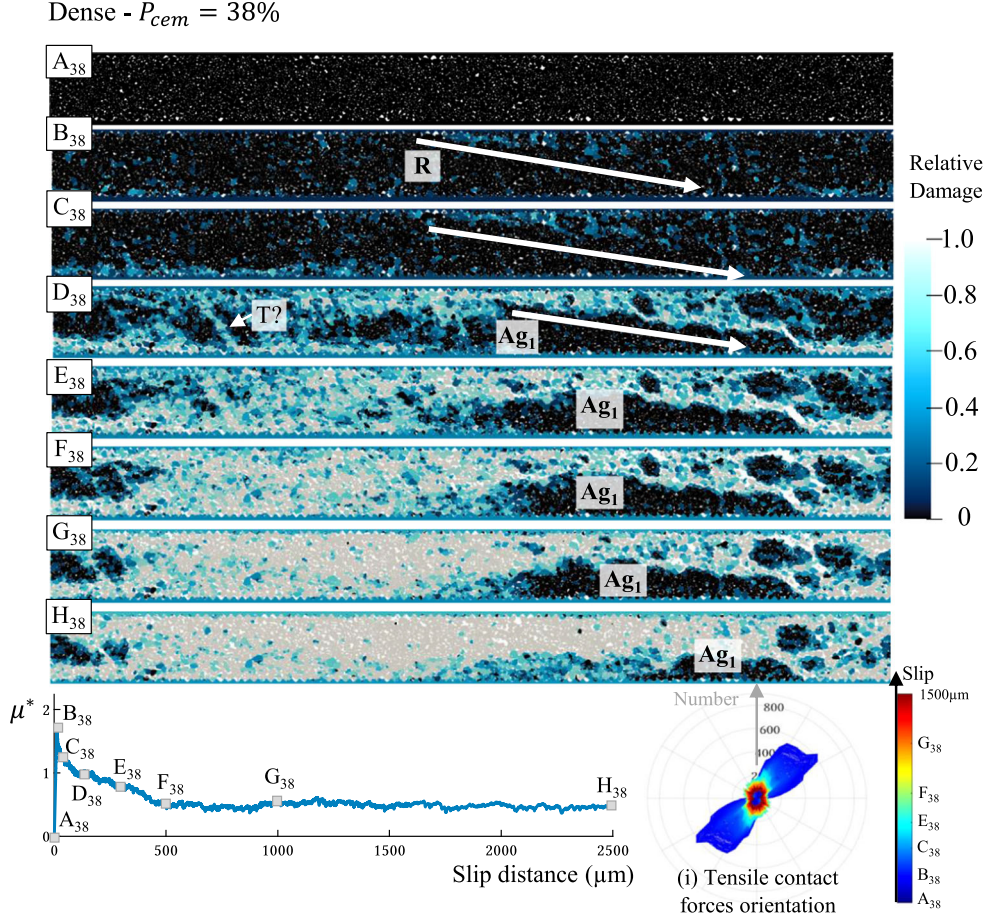 Dense - P_cem = 38%
A₃₈
B₃₈
R
C₃₈
D₃₈
T?
Ag₁
E₃₈
Ag₁
F₃₈
Ag₁
G₃₈
Ag₁
H₃₈
Ag₁
Relative
Damage
1.0
0.8
0.6
0.4
0.2
0
μ*
2
1
0
B₃₈
C₃₈
D₃₈
E₃₈
F₃₈
G₃₈
H₃₈
A₃₈
0
500
1000
1500
2000
2500
Slip distance (μm)
Number
800
600
400
2
(i) Tensile contact
forces orientation
Slip
1500μm
G₃₈
F₃₈
E₃₈
C₃₈
B₃₈
A₃₈